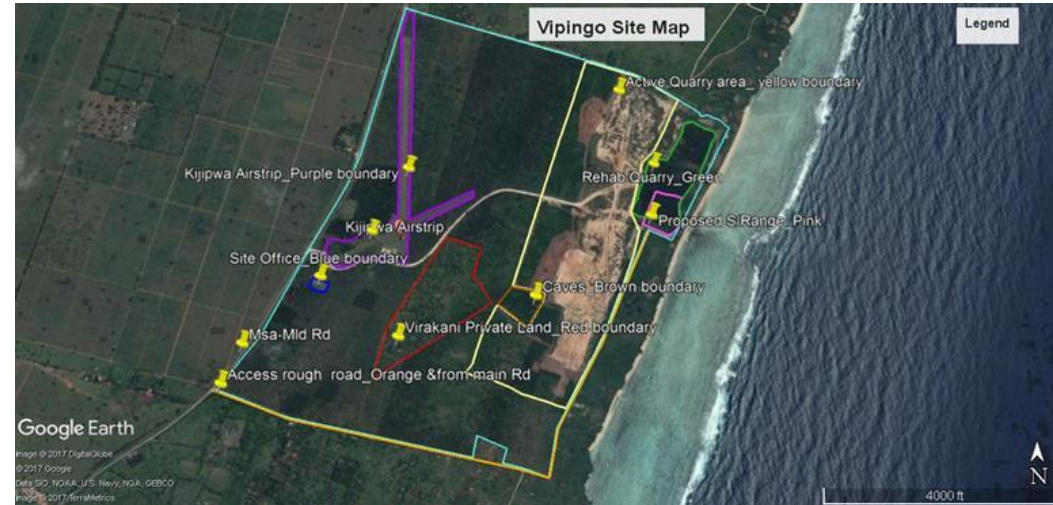 Vipingo Site Map
Legend
Active Quarry area_ yellow boundary
Kijipwa Airstrip_Purple boundary
Rehab Quarry_Green
Proposed S.Range_Pink
Kijipwa Airstrip
Site Office_Blue boundary
Caves_Brown boundary
Msa-Mld Rd
Virakani Private Land_Red boundary
Access rough road_Orange &from main Rd
Google Earth
Image © 2017 DigitalGlobe
© 2017 Google
Data SIO, NOAA, U.S. Navy, NGA, GEBCO
Image © 2017 TerraMetrics
N
4000 ft